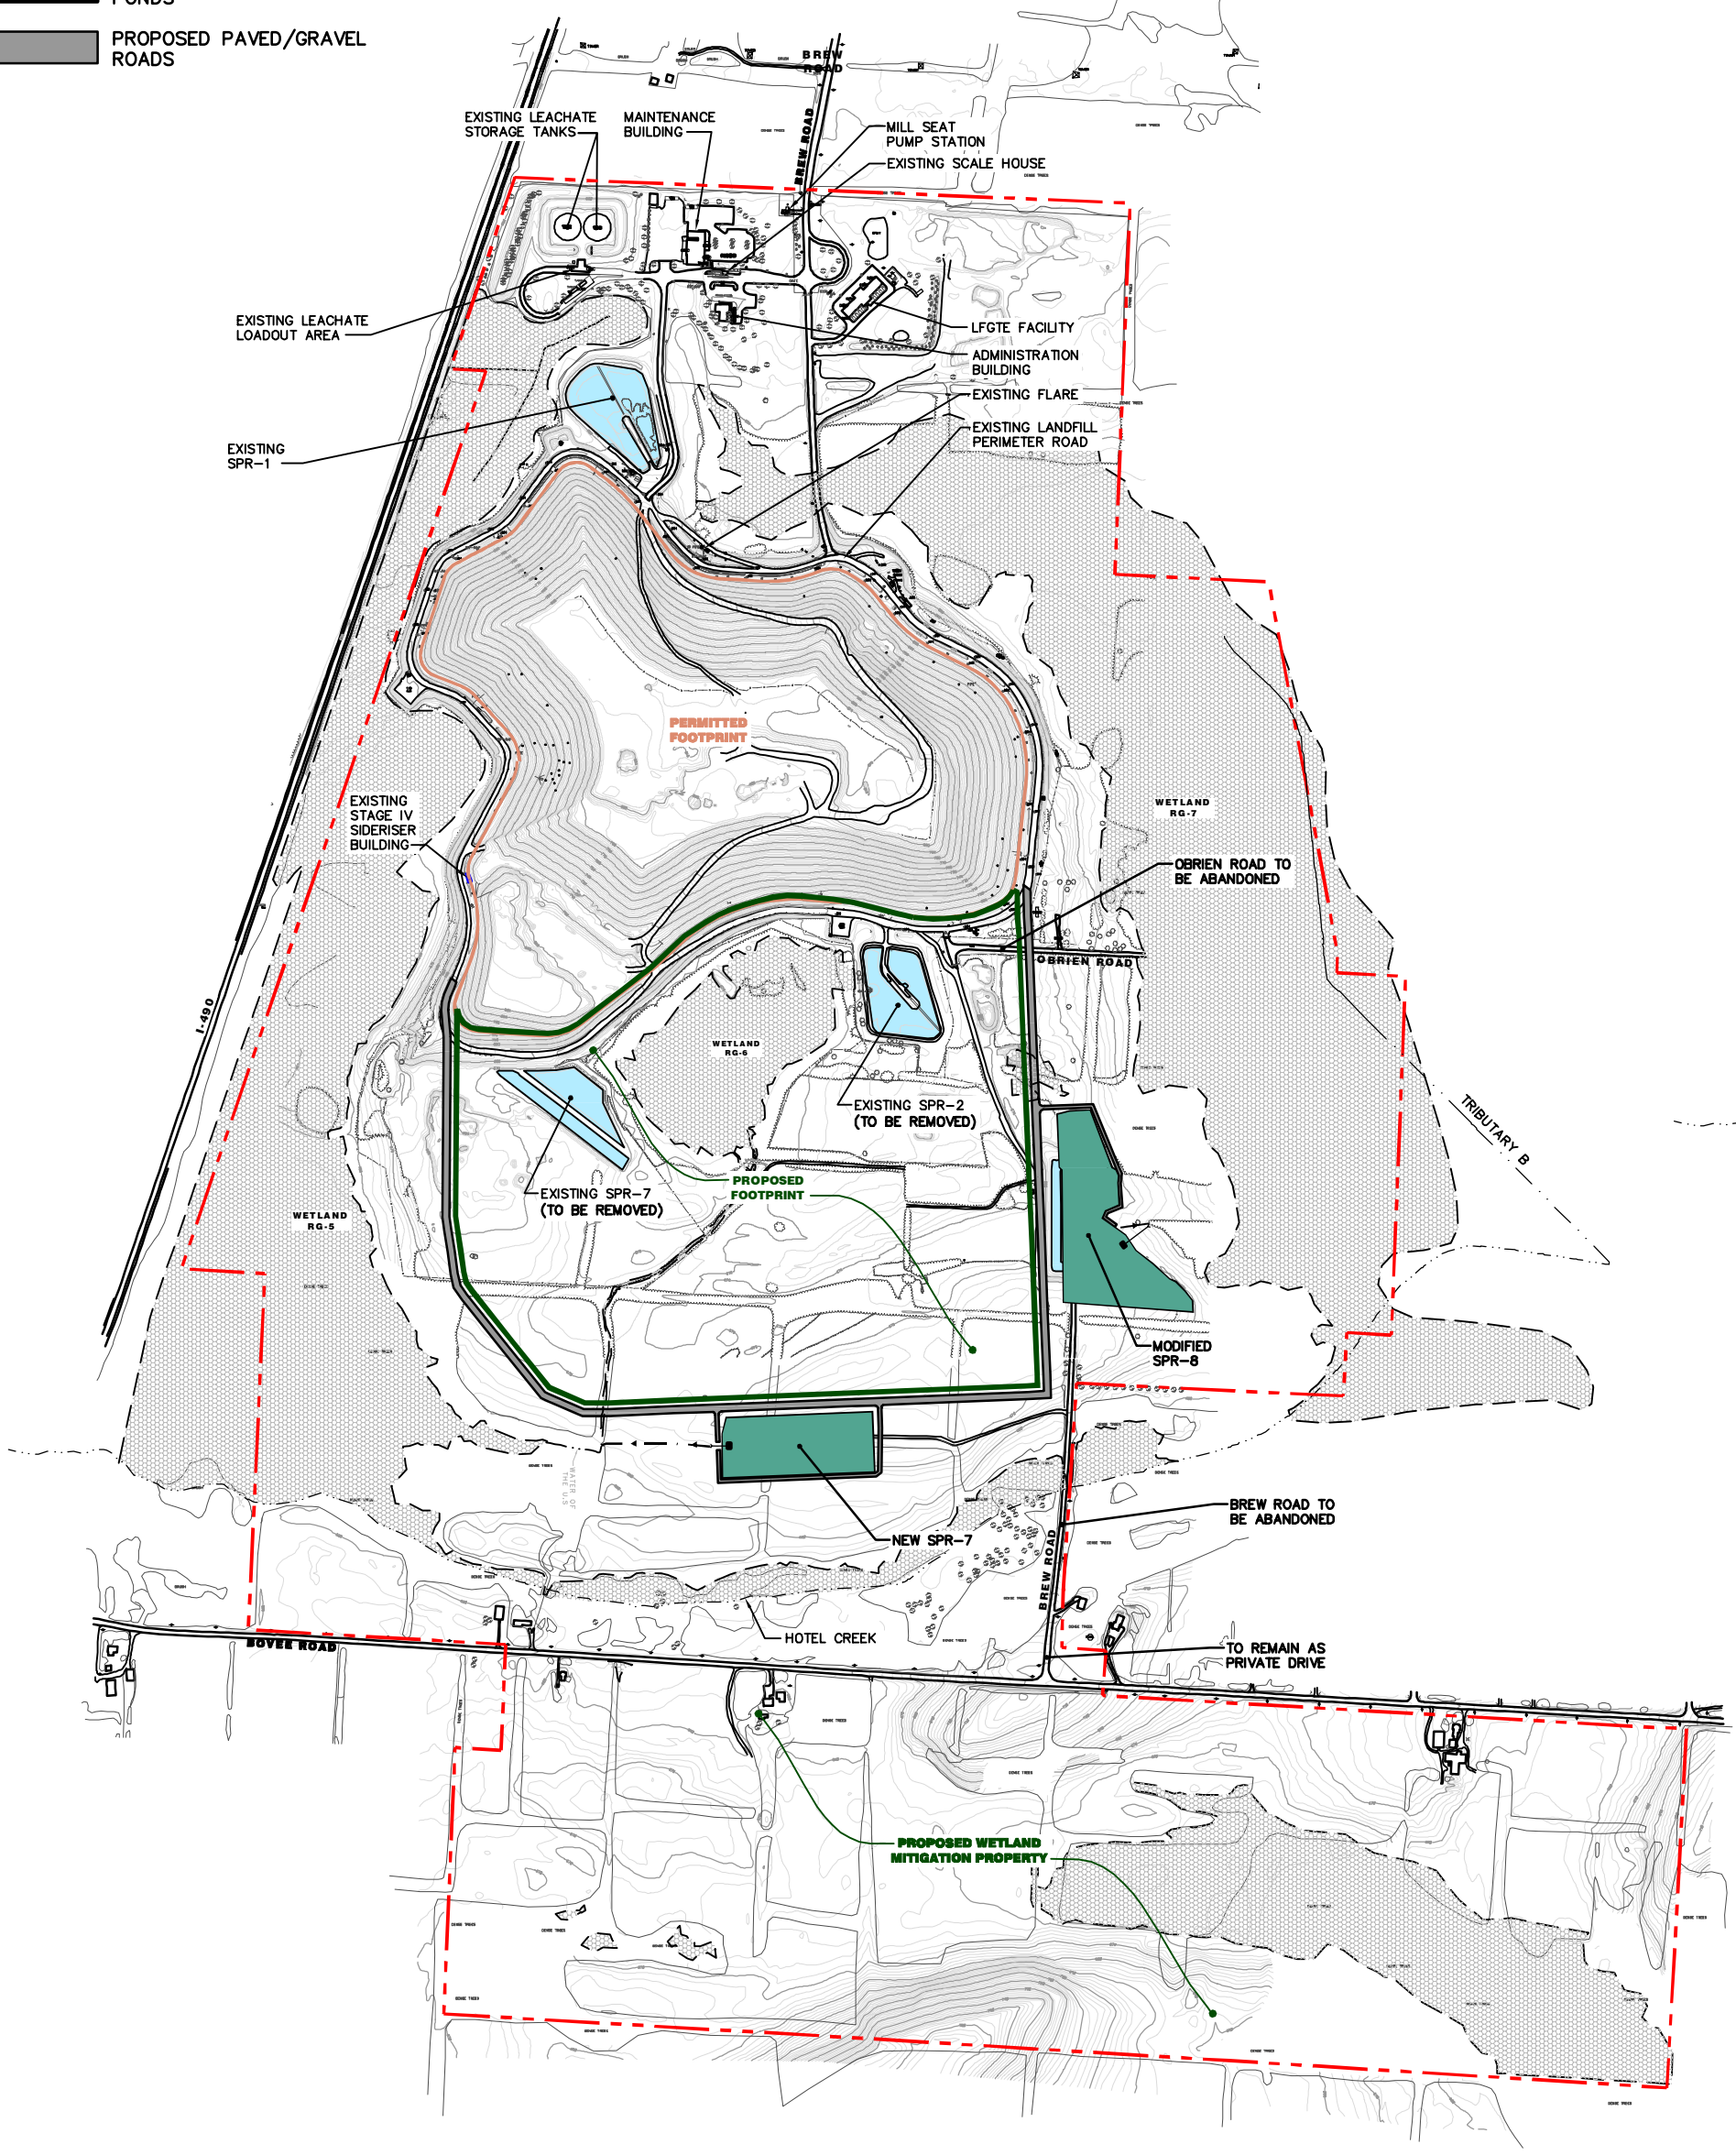 PONDS
PROPOSED PAVED/GRAVEL
ROADS
BREW
ROAD
EXISTING LEACHATE
STORAGE TANKS
MAINTENANCE
BUILDING
BREW ROAD
MILL SEAT
PUMP STATION
EXISTING SCALE HOUSE
EXISTING LEACHATE
LOADOUT AREA
LFGTE FACILITY
ADMINISTRATION
BUILDING
EXISTING FLARE
EXISTING LANDFILL
PERIMETER ROAD
EXISTING
SPR-1
PERMITTED
FOOTPRINT
EXISTING
STAGE IV
SIDERISER
BUILDING
WETLAND
RG-7
OBRIEN ROAD TO
BE ABANDONED
OBRIEN ROAD
I-490
WETLAND
RG-6
EXISTING SPR-2
(TO BE REMOVED)
TRIBUTARY B
PROPOSED
FOOTPRINT
EXISTING SPR-7
(TO BE REMOVED)
WETLAND
RG-5
MODIFIED
SPR-8
WATER OF
THE U.S
BREW ROAD TO
BE ABANDONED
NEW SPR-7
BREW ROAD
HOTEL CREEK
BOVEE ROAD
TO REMAIN AS
PRIVATE DRIVE
PROPOSED WETLAND
MITIGATION PROPERTY